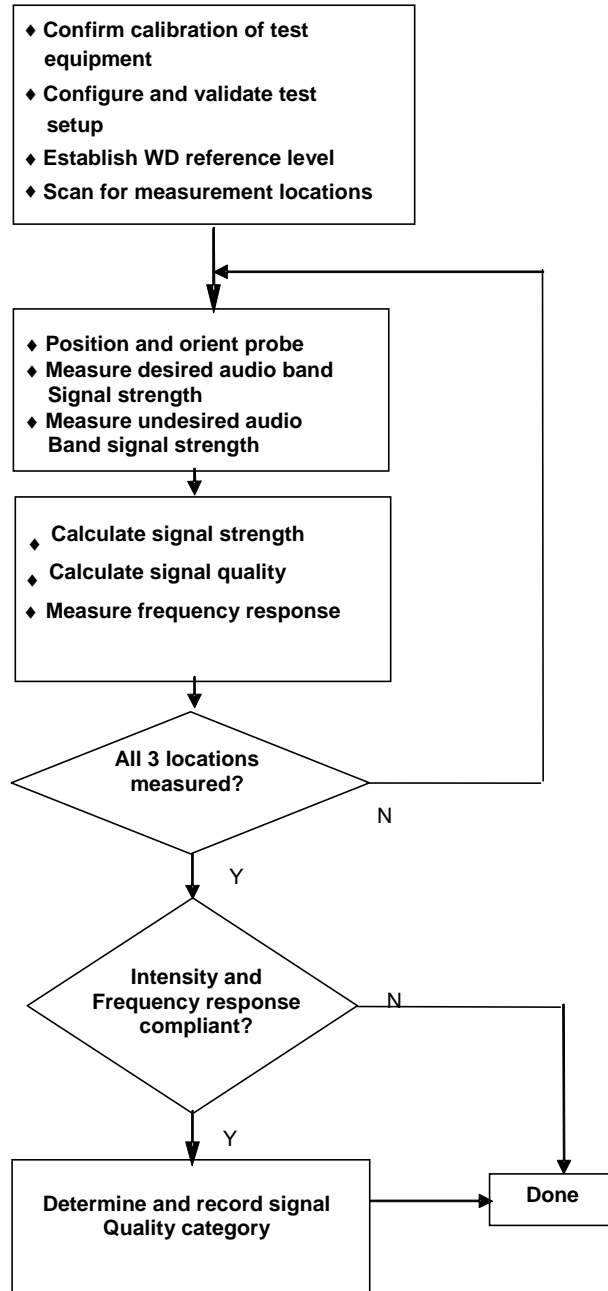 ♦ Confirm calibration of test
equipment
♦ Configure and validate test
setup
♦ Establish WD reference level
♦ Scan for measurement locations
♦ Position and orient probe
♦ Measure desired audio band
Signal strength
♦ Measure undesired audio
Band signal strength
♦ Calculate signal strength
♦ Calculate signal quality
♦ Measure frequency response
All 3 locations
measured?
N
Y
Intensity and
Frequency response
compliant?
N
Y
Determine and record signal
Quality category
Done